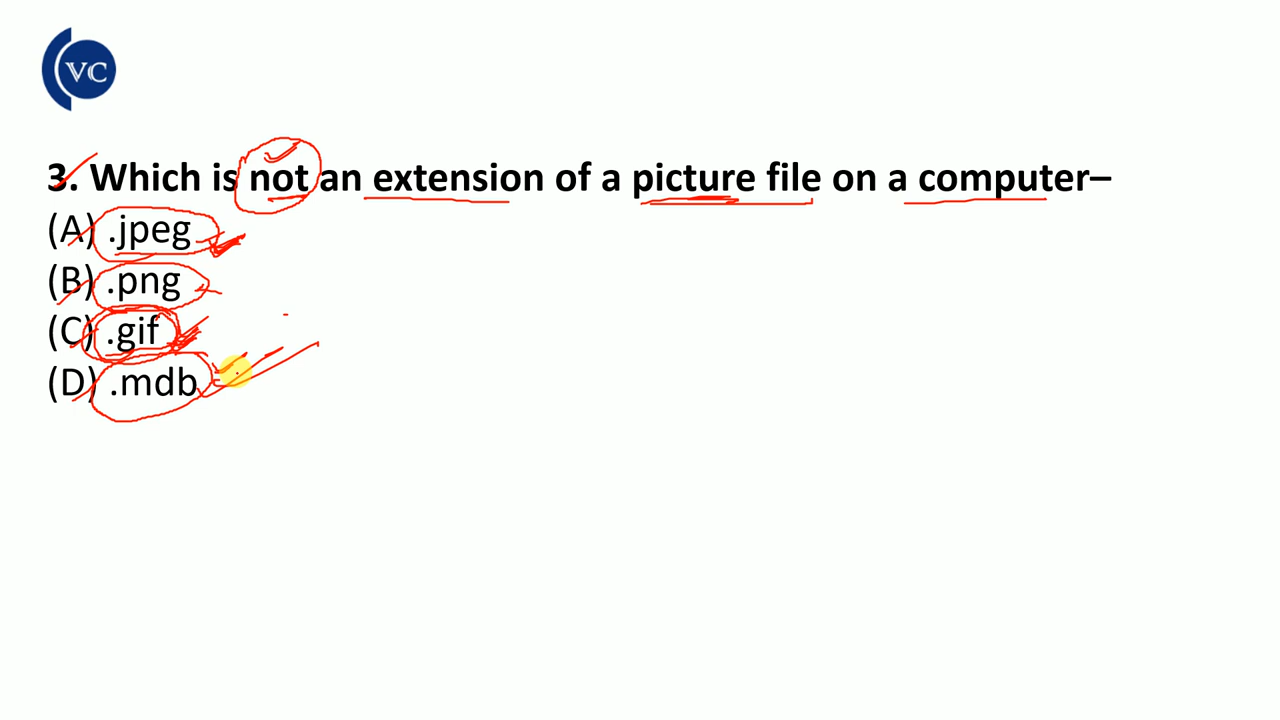 VC
3. Which is not an extension of a picture file on a computer–
(A) .jpeg
(B) .png
(C) .gif
(D) .mdb